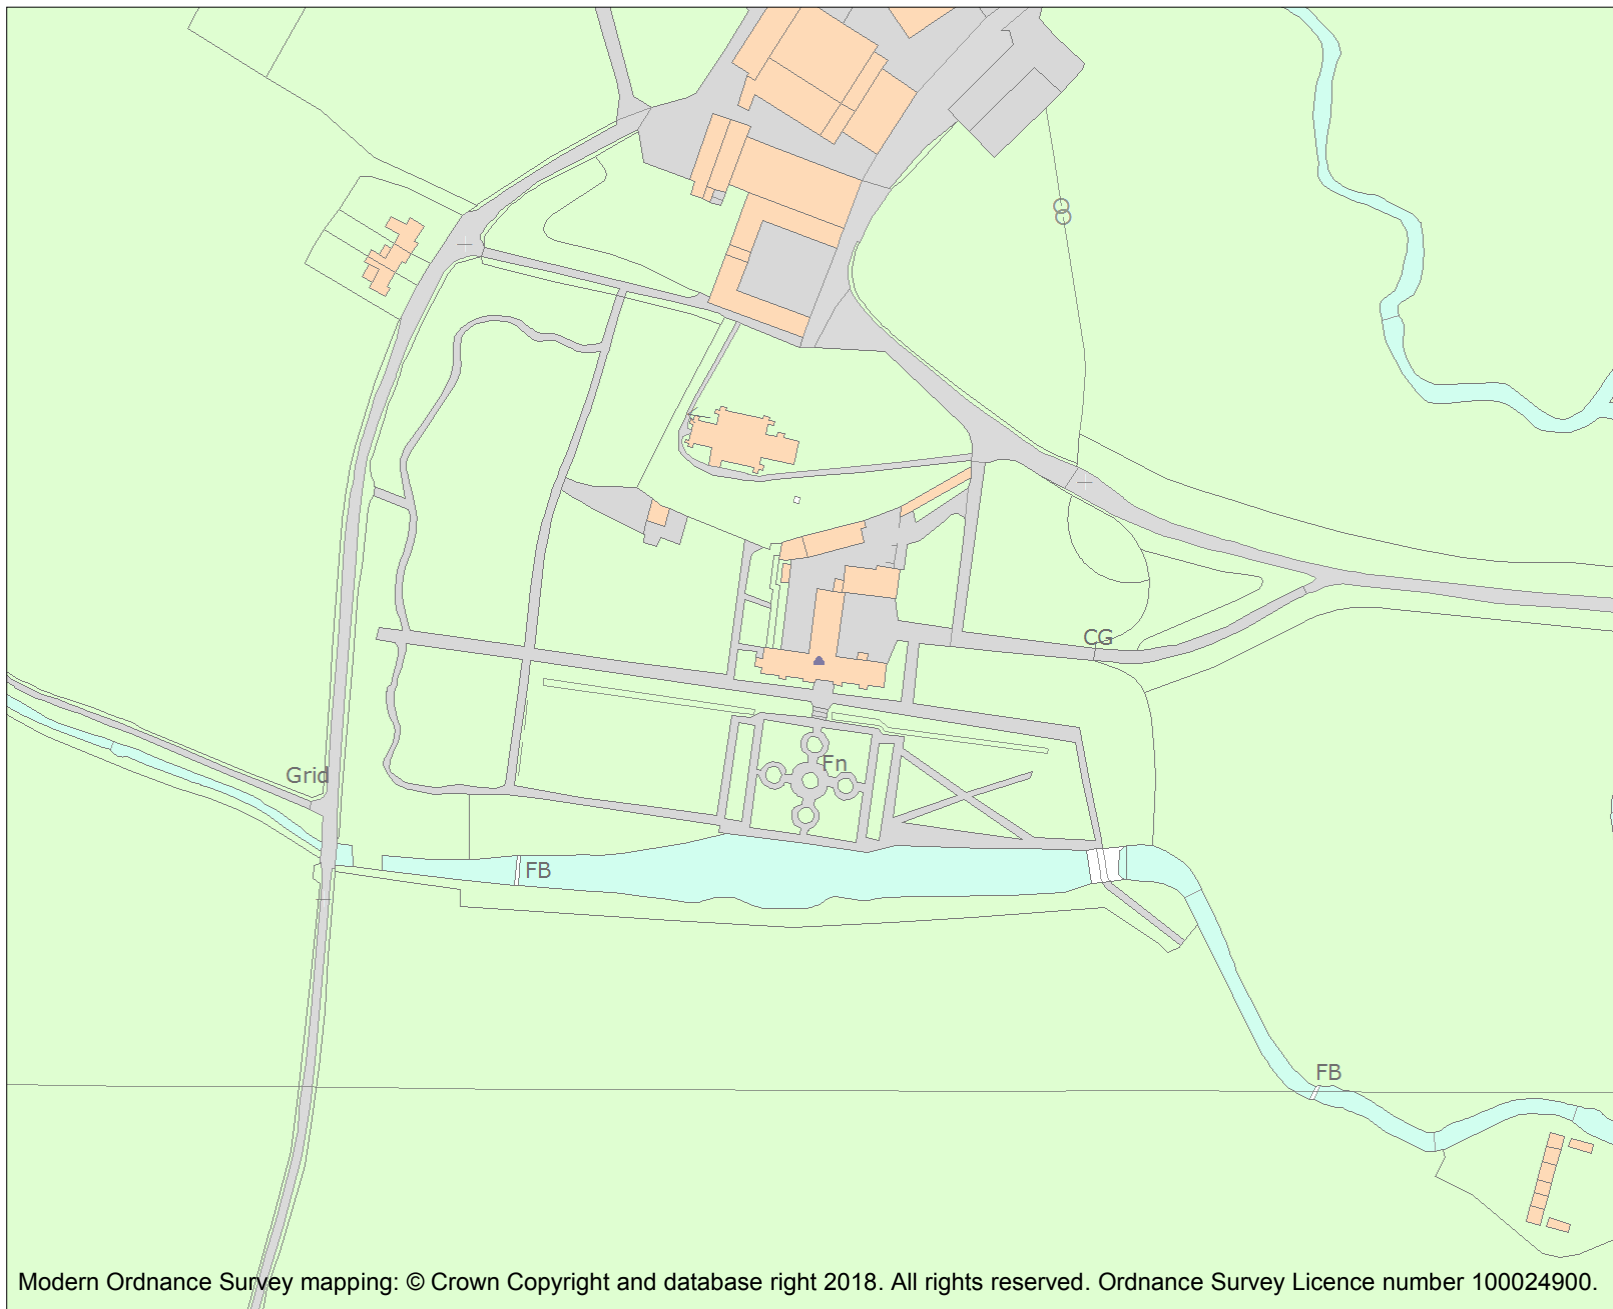 CG
Fn
Grid
FB
FB
Modern Ordnance Survey mapping: © Crown Copyright and database right 2018. All rights reserved. Ordnance Survey Licence number 100024900.